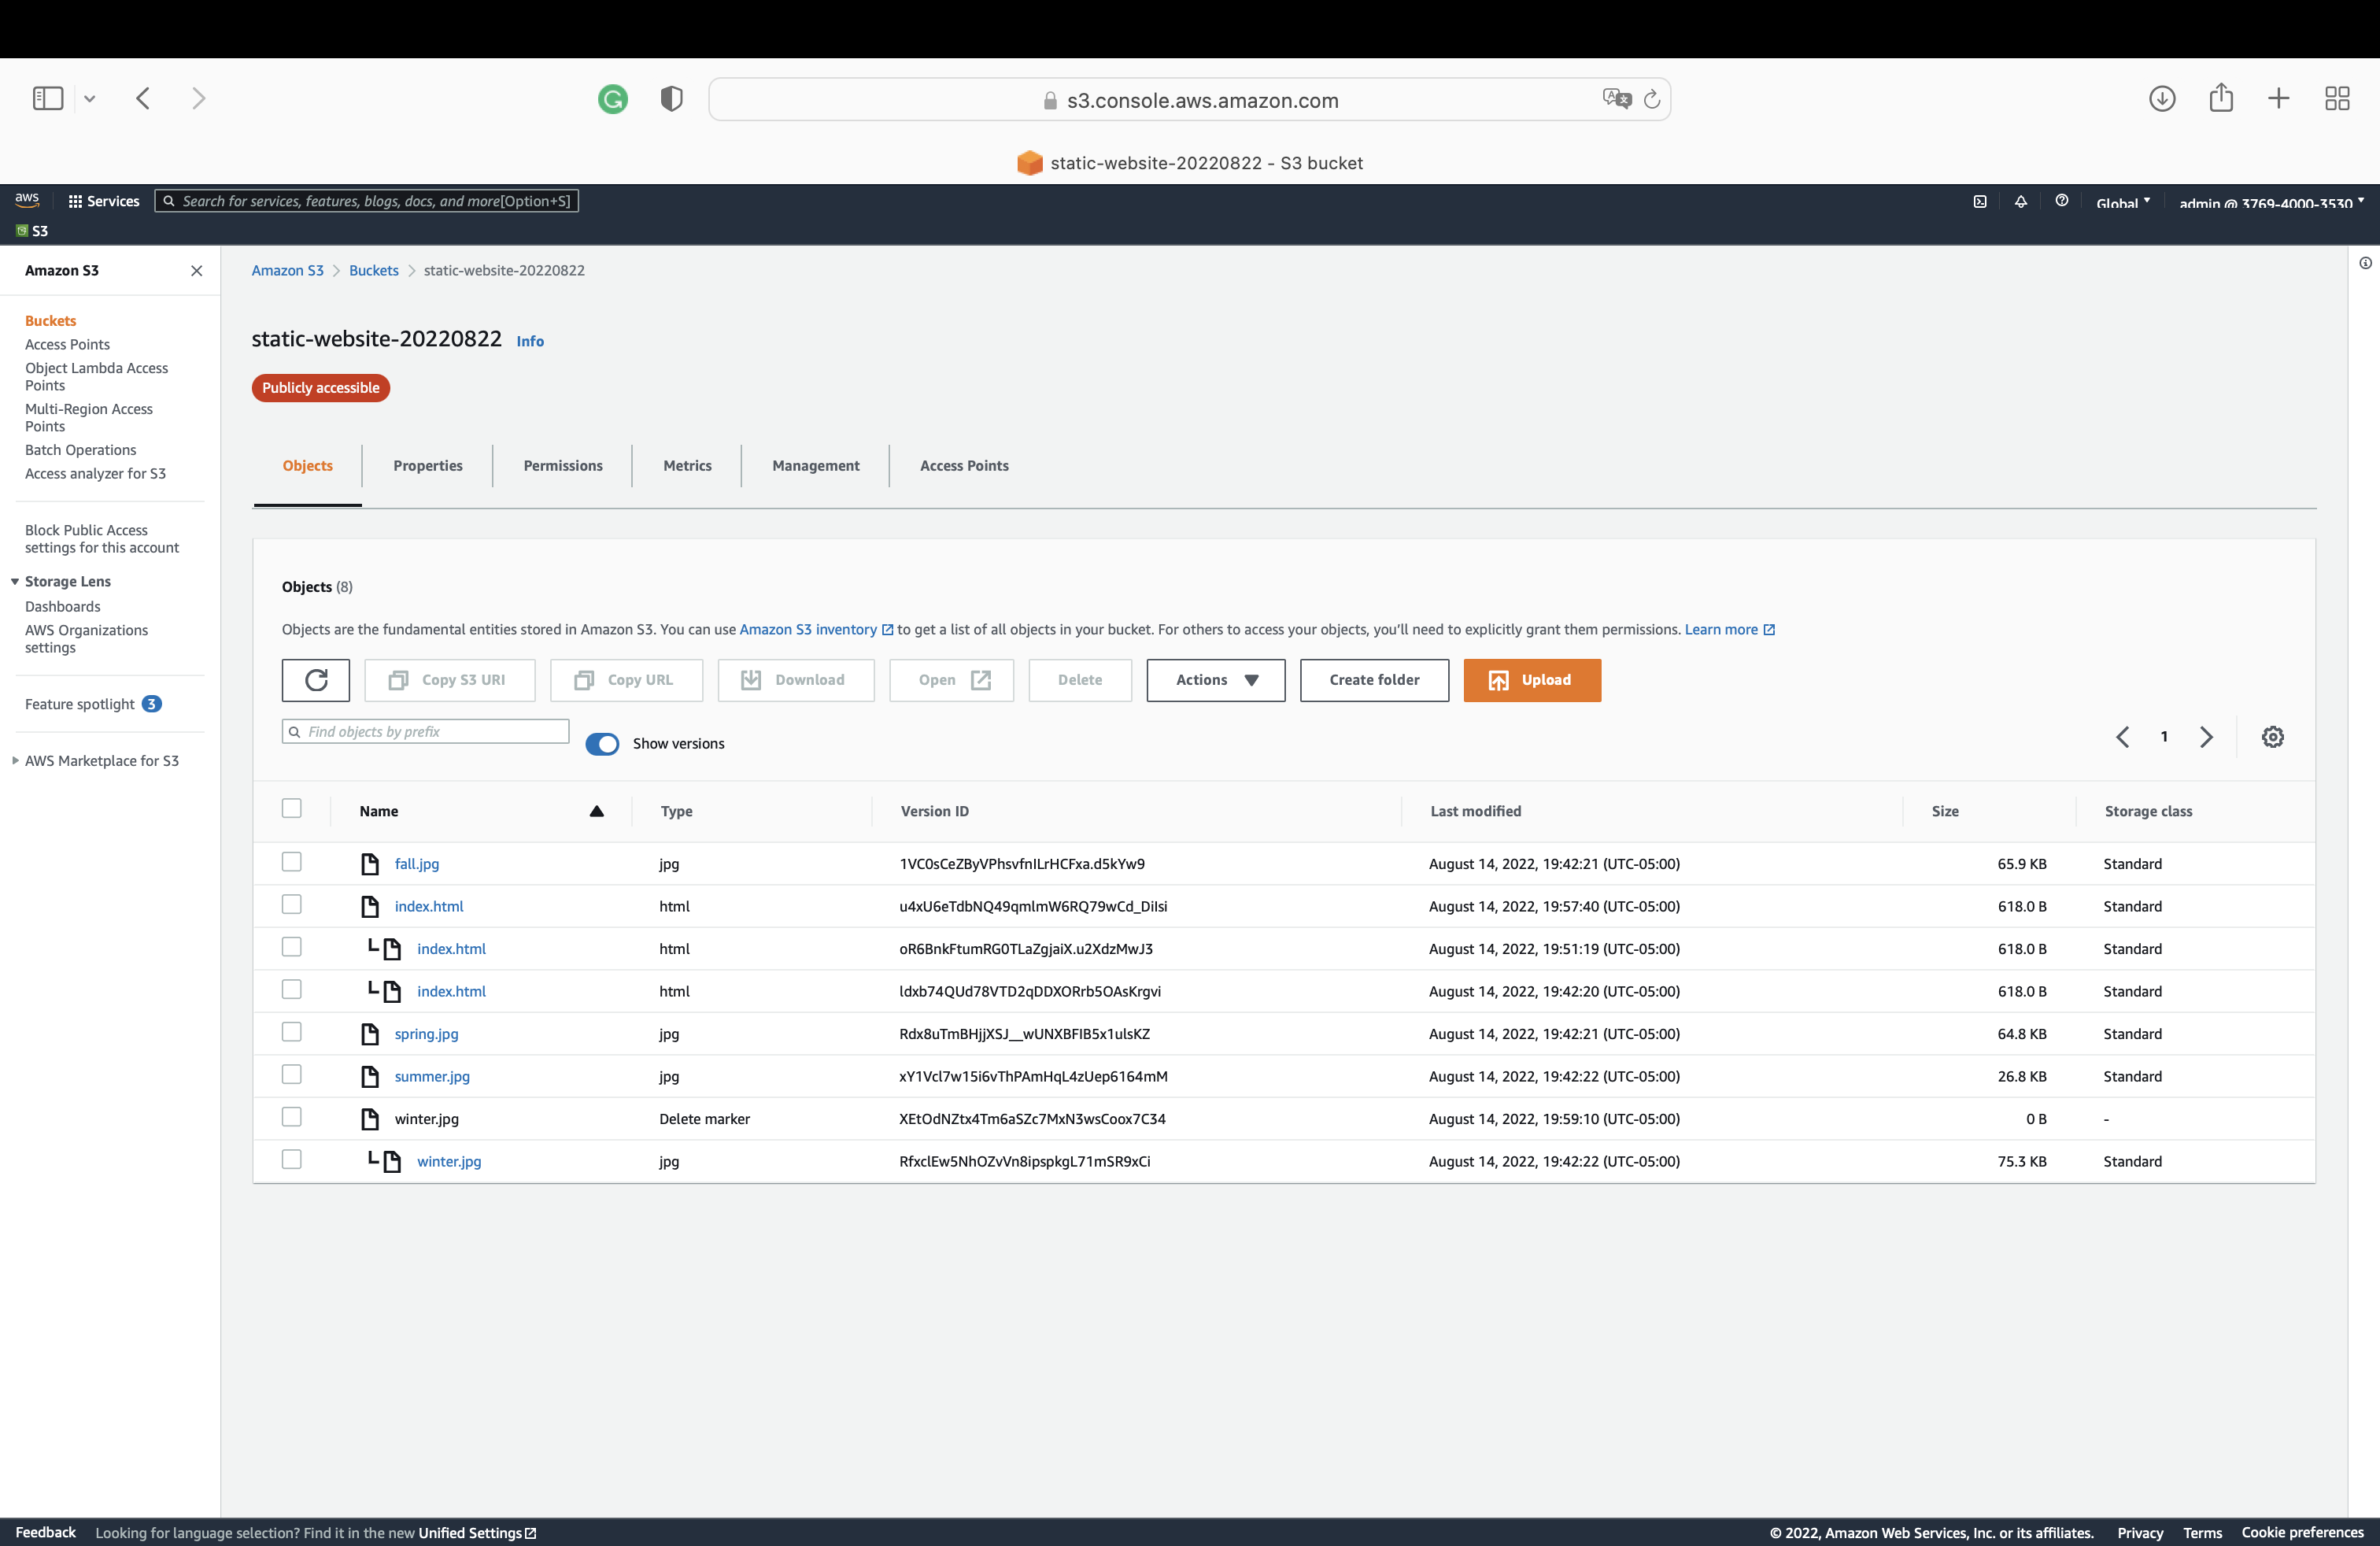 s3.console.aws.amazon.com
static-website-20220822 - S3 bucket
aws Services Search for services, features, blogs, docs, and more [Option+S] Global admin @ 3769-4000-3530
S3
Amazon S3
Buckets
Access Points
Object Lambda Access
Points
Multi-Region Access
Points
Batch Operations
Access analyzer for S3
Block Public Access
settings for this account
Storage Lens
Dashboards
AWS Organizations
settings
Feature spotlight 3
AWS Marketplace for S3
Amazon S3 > Buckets > static-website-20220822
static-website-20220822 Info
Publicly accessible
Objects Properties Permissions Metrics Management Access Points
Objects (8)
Objects are the fundamental entities stored in Amazon S3. You can use Amazon S3 inventory to get a list of all objects in your bucket. For others to access your objects, you'll need to explicitly grant them permissions. Learn more
Copy S3 URI Copy URL Download Open Delete Actions Create folder Upload
Find objects by prefix Show versions 1
Name Type Version ID Last modified Size Storage class
fall.jpg jpg 1VC0sCeZByVPhsvfnILrHCFxa.d5kYw9 August 14, 2022, 19:42:21 (UTC-05:00) 65.9 KB Standard
index.html html u4xU6eTdbNQ49qmlmW6RQ79wCd_DiIsi August 14, 2022, 19:57:40 (UTC-05:00) 618.0 B Standard
index.html html oR6BnkFtumRG0TLaZgjaiX.u2XdzMwJ3 August 14, 2022, 19:51:19 (UTC-05:00) 618.0 B Standard
index.html html ldxb74QUd78VTD2qDDXORrb5OAsKrgvi August 14, 2022, 19:42:20 (UTC-05:00) 618.0 B Standard
spring.jpg jpg Rdx8uTmBHjjXSJ__wUNXBFIB5x1ulsKZ August 14, 2022, 19:42:21 (UTC-05:00) 64.8 KB Standard
summer.jpg jpg xY1Vcl7w15i6vThPAmHqL4zUep6164mM August 14, 2022, 19:42:22 (UTC-05:00) 26.8 KB Standard
winter.jpg Delete marker XEtOdNZtx4Tm6aSZc7MxN3wsCoox7C34 August 14, 2022, 19:59:10 (UTC-05:00) 0 B -
winter.jpg jpg RfxclEw5NhOZvVn8ipspkgL71mSR9xCi August 14, 2022, 19:42:22 (UTC-05:00) 75.3 KB Standard
Feedback Looking for language selection? Find it in the new Unified Settings © 2022, Amazon Web Services, Inc. or its affiliates. Privacy Terms Cookie preferences